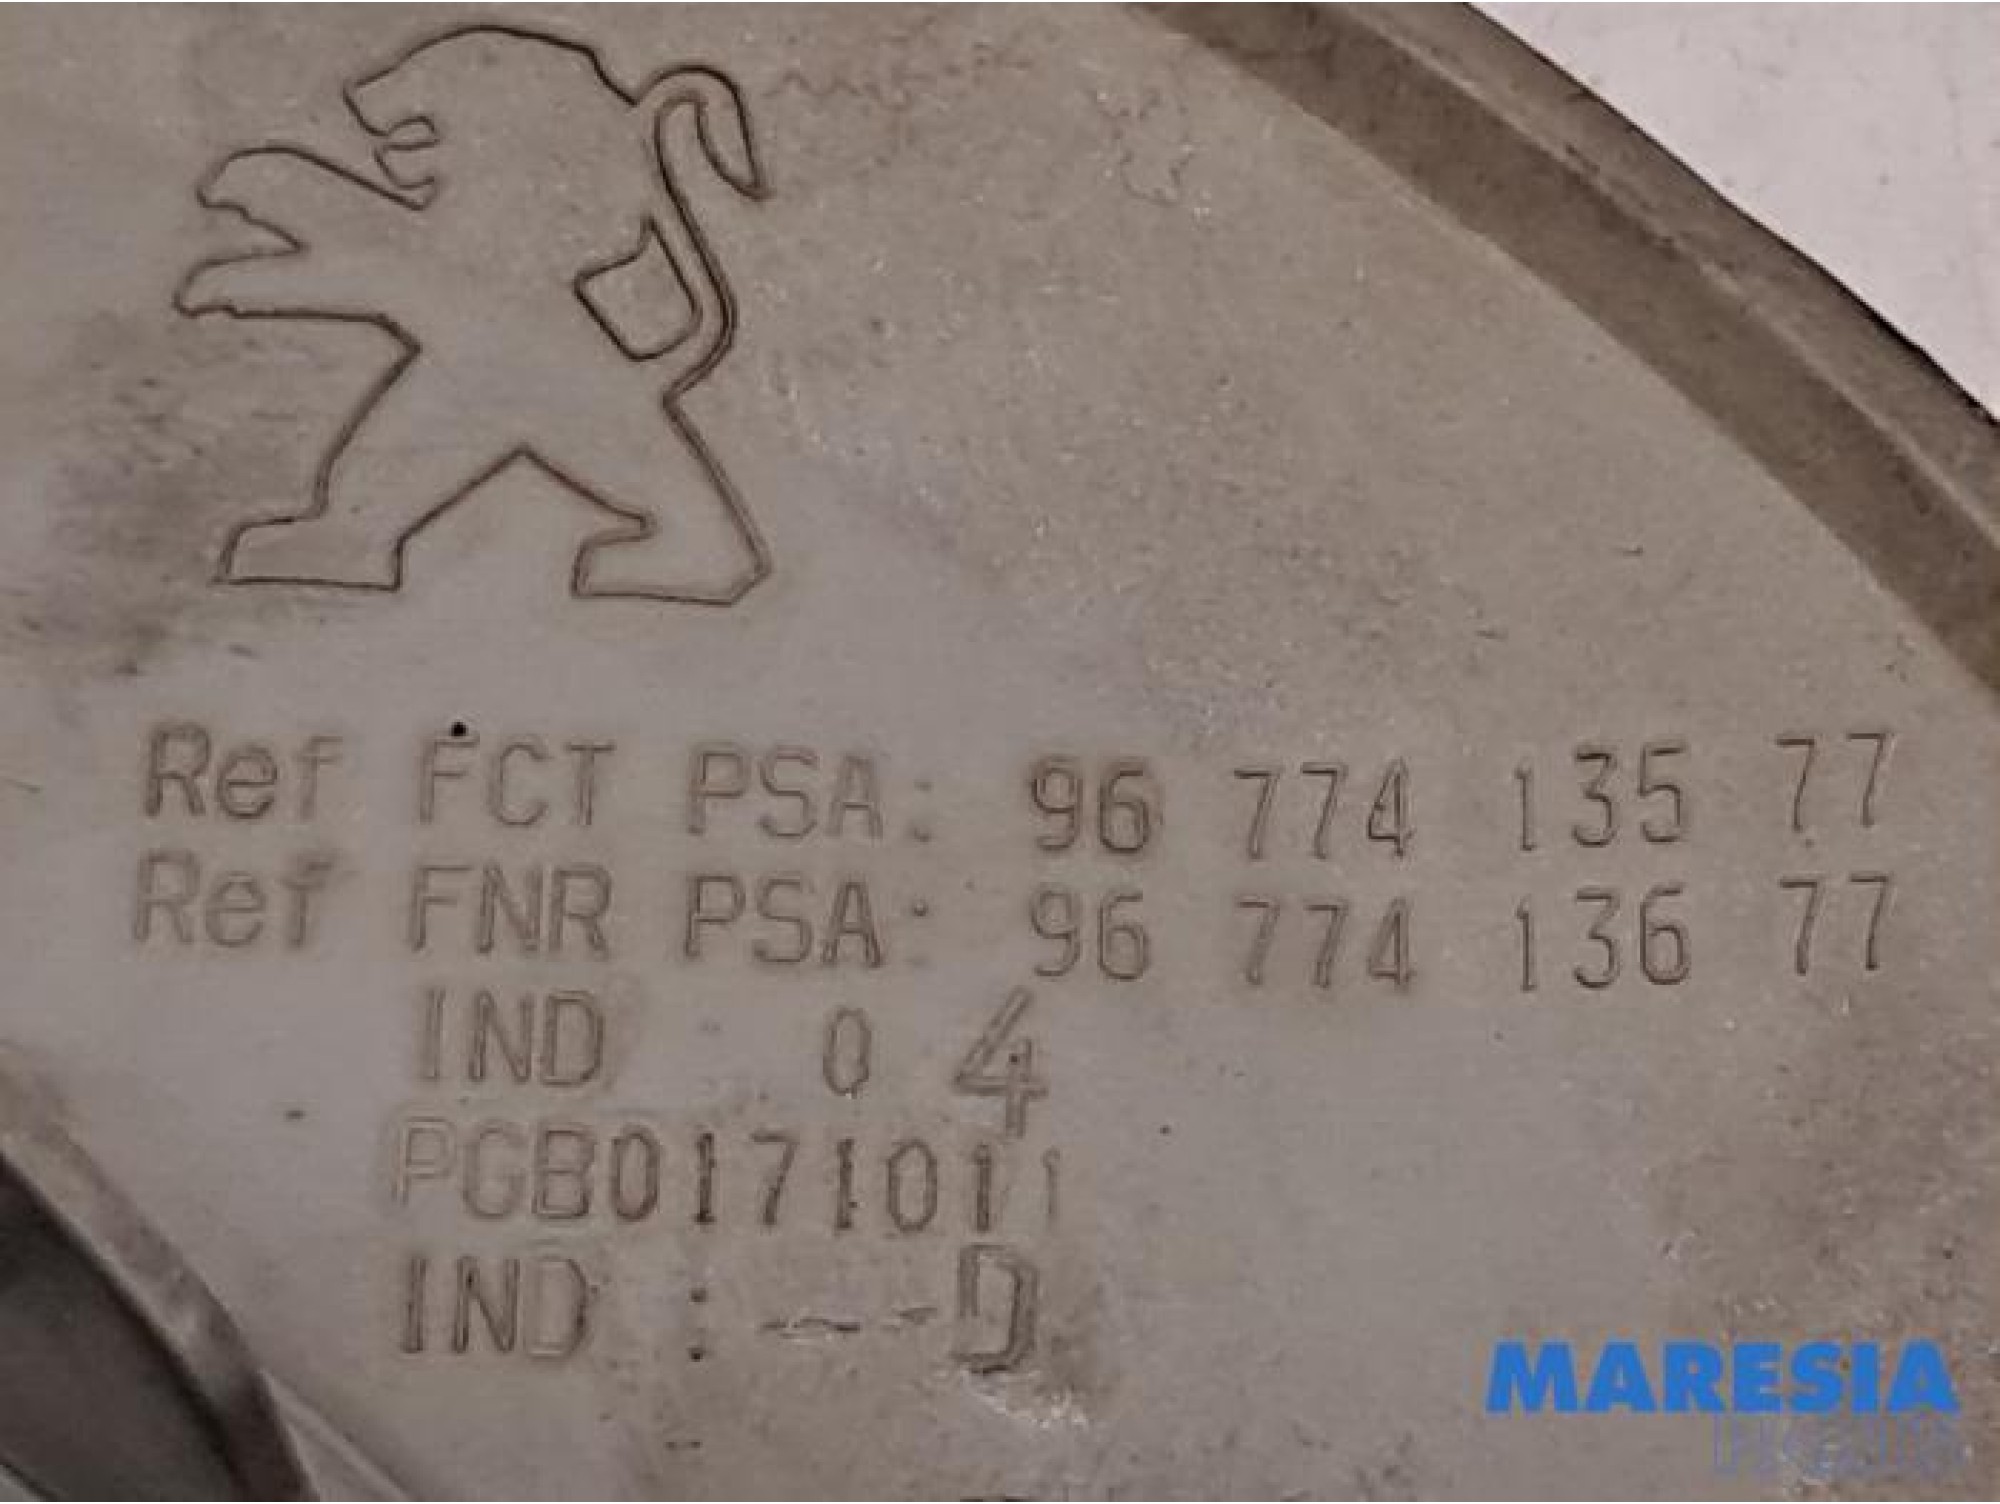 Ref FCT PSA: 96 774 135 77
Ref FNR PSA: 96 774 136 77
IND 04
PGB0171011
IND :--D
MARESIA